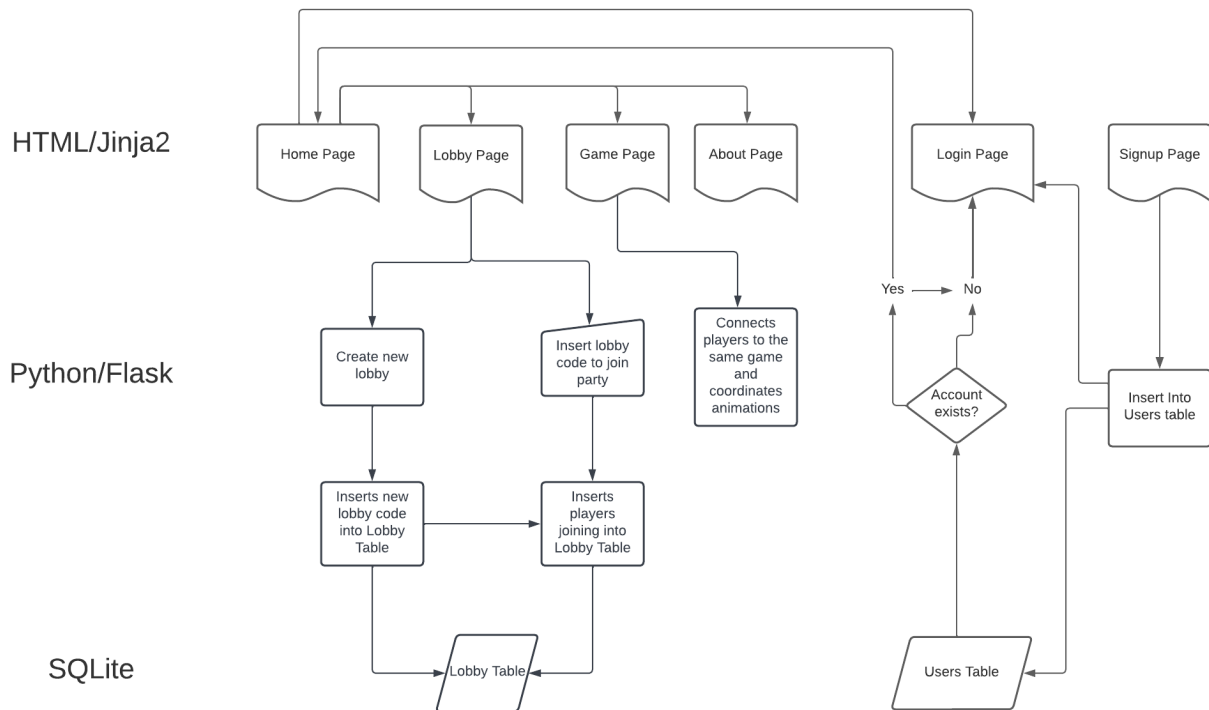 HTML/Jinja2
Home Page
Lobby Page
Game Page
About Page
Login Page
Signup Page
Yes
No
Python/Flask
Create new
lobby
Insert lobby
code to join
party
Connects
players to the
same game
and
coordinates
animations
Account
exists?
Insert Into
Users table
Inserts new
lobby code
into Lobby
Table
Inserts
players
joining into
Lobby Table
SQLite
Lobby Table
Users Table